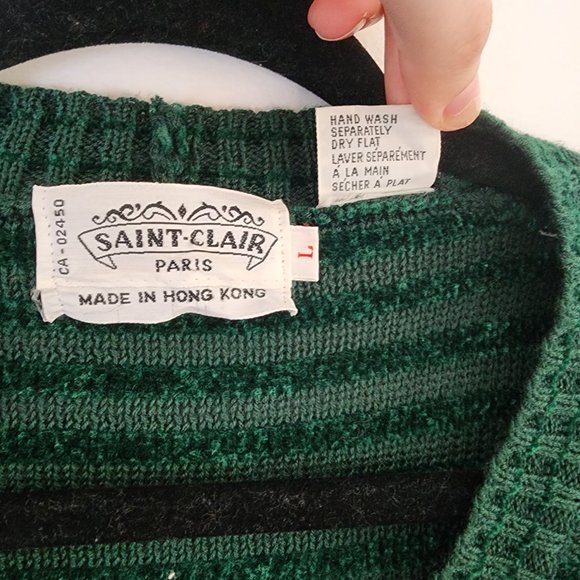 CA-02450
SAINT-CLAIR
PARIS
MADE IN HONG KONG
L
HAND WASH
SEPARATELY
DRY FLAT
LAVER SÉPARÉMENT
À LA MAIN
SÉCHER À PLAT